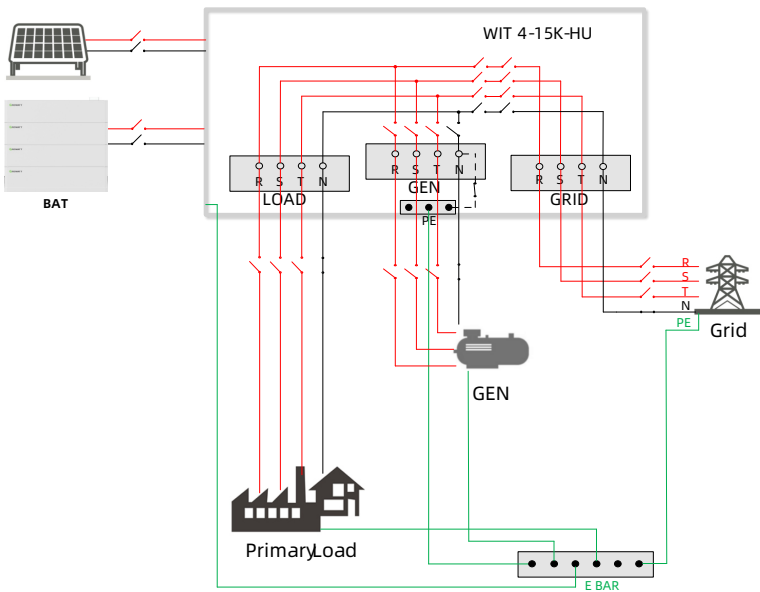 WIT 4-15K-HU
BAT
R S T N
LOAD
R S T N
GEN
PE
R S T N
GRID
R
S
T
N
PE
Grid
GEN
PrimaryLoad
E BAR